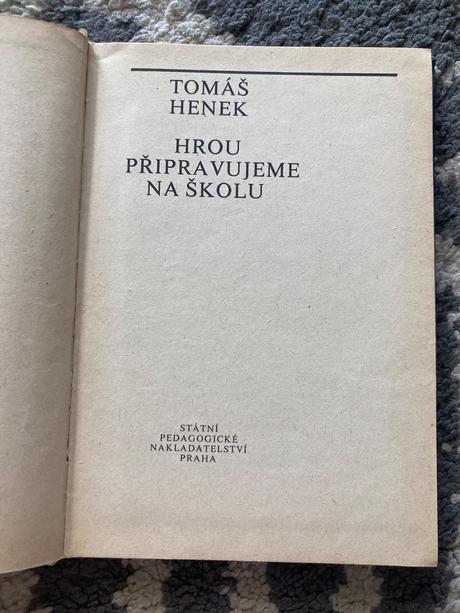 TOMÁŠ
HENEK
HROU
PŘIPRAVUJEME
NA ŠKOLU
STÁTNÍ
PEDAGOGICKÉ
NAKLADATELSTVÍ
PRAHA